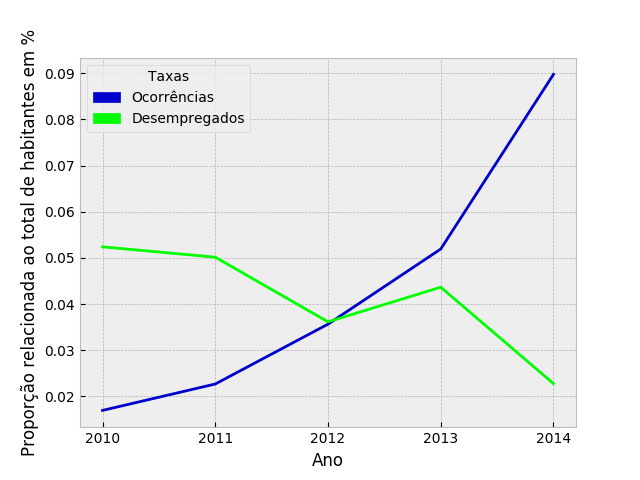 Proporção relacionada ao total de habitantes em %
0.09
0.08
0.07
0.06
0.05
0.04
0.03
0.02
Taxas
Ocorrências
Desempregados
2010 2011 2012 2013 2014
Ano